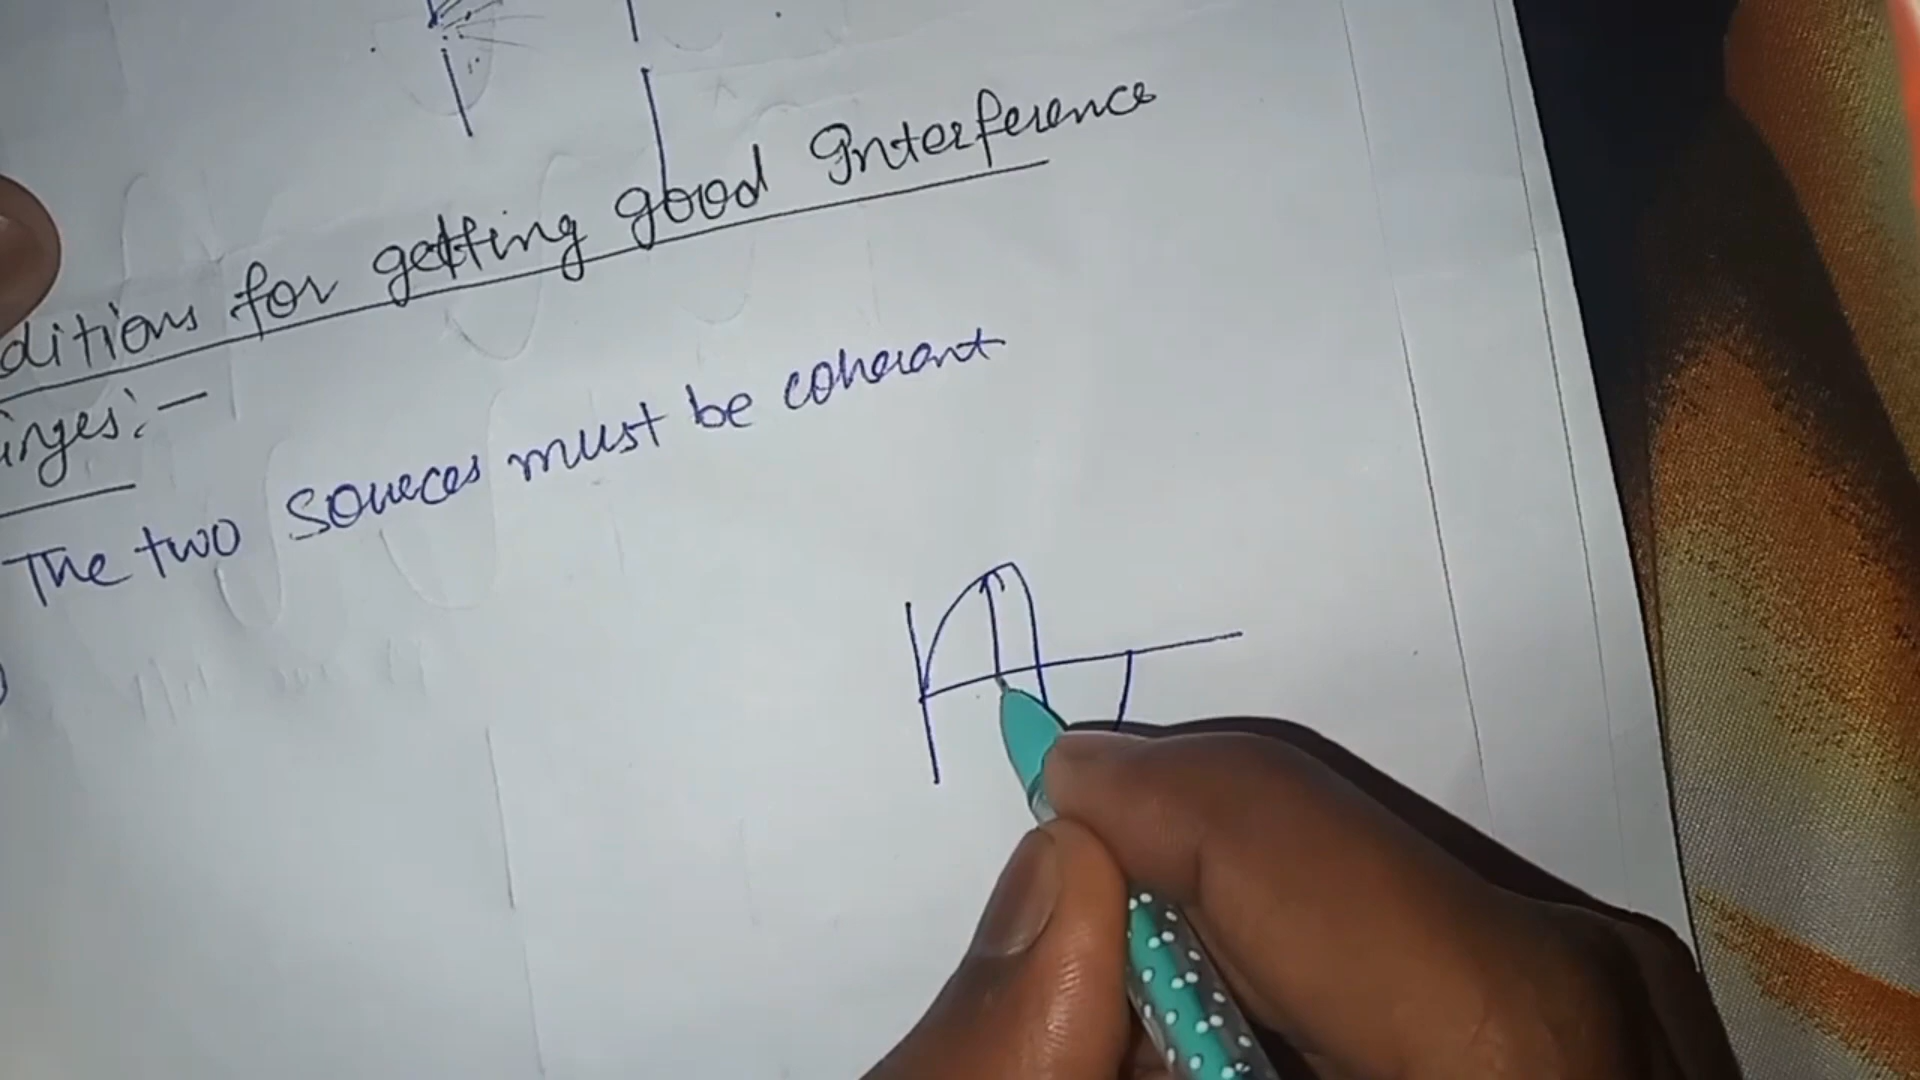 ditions for getting good Interference
inges:-
The two sources must be coherant